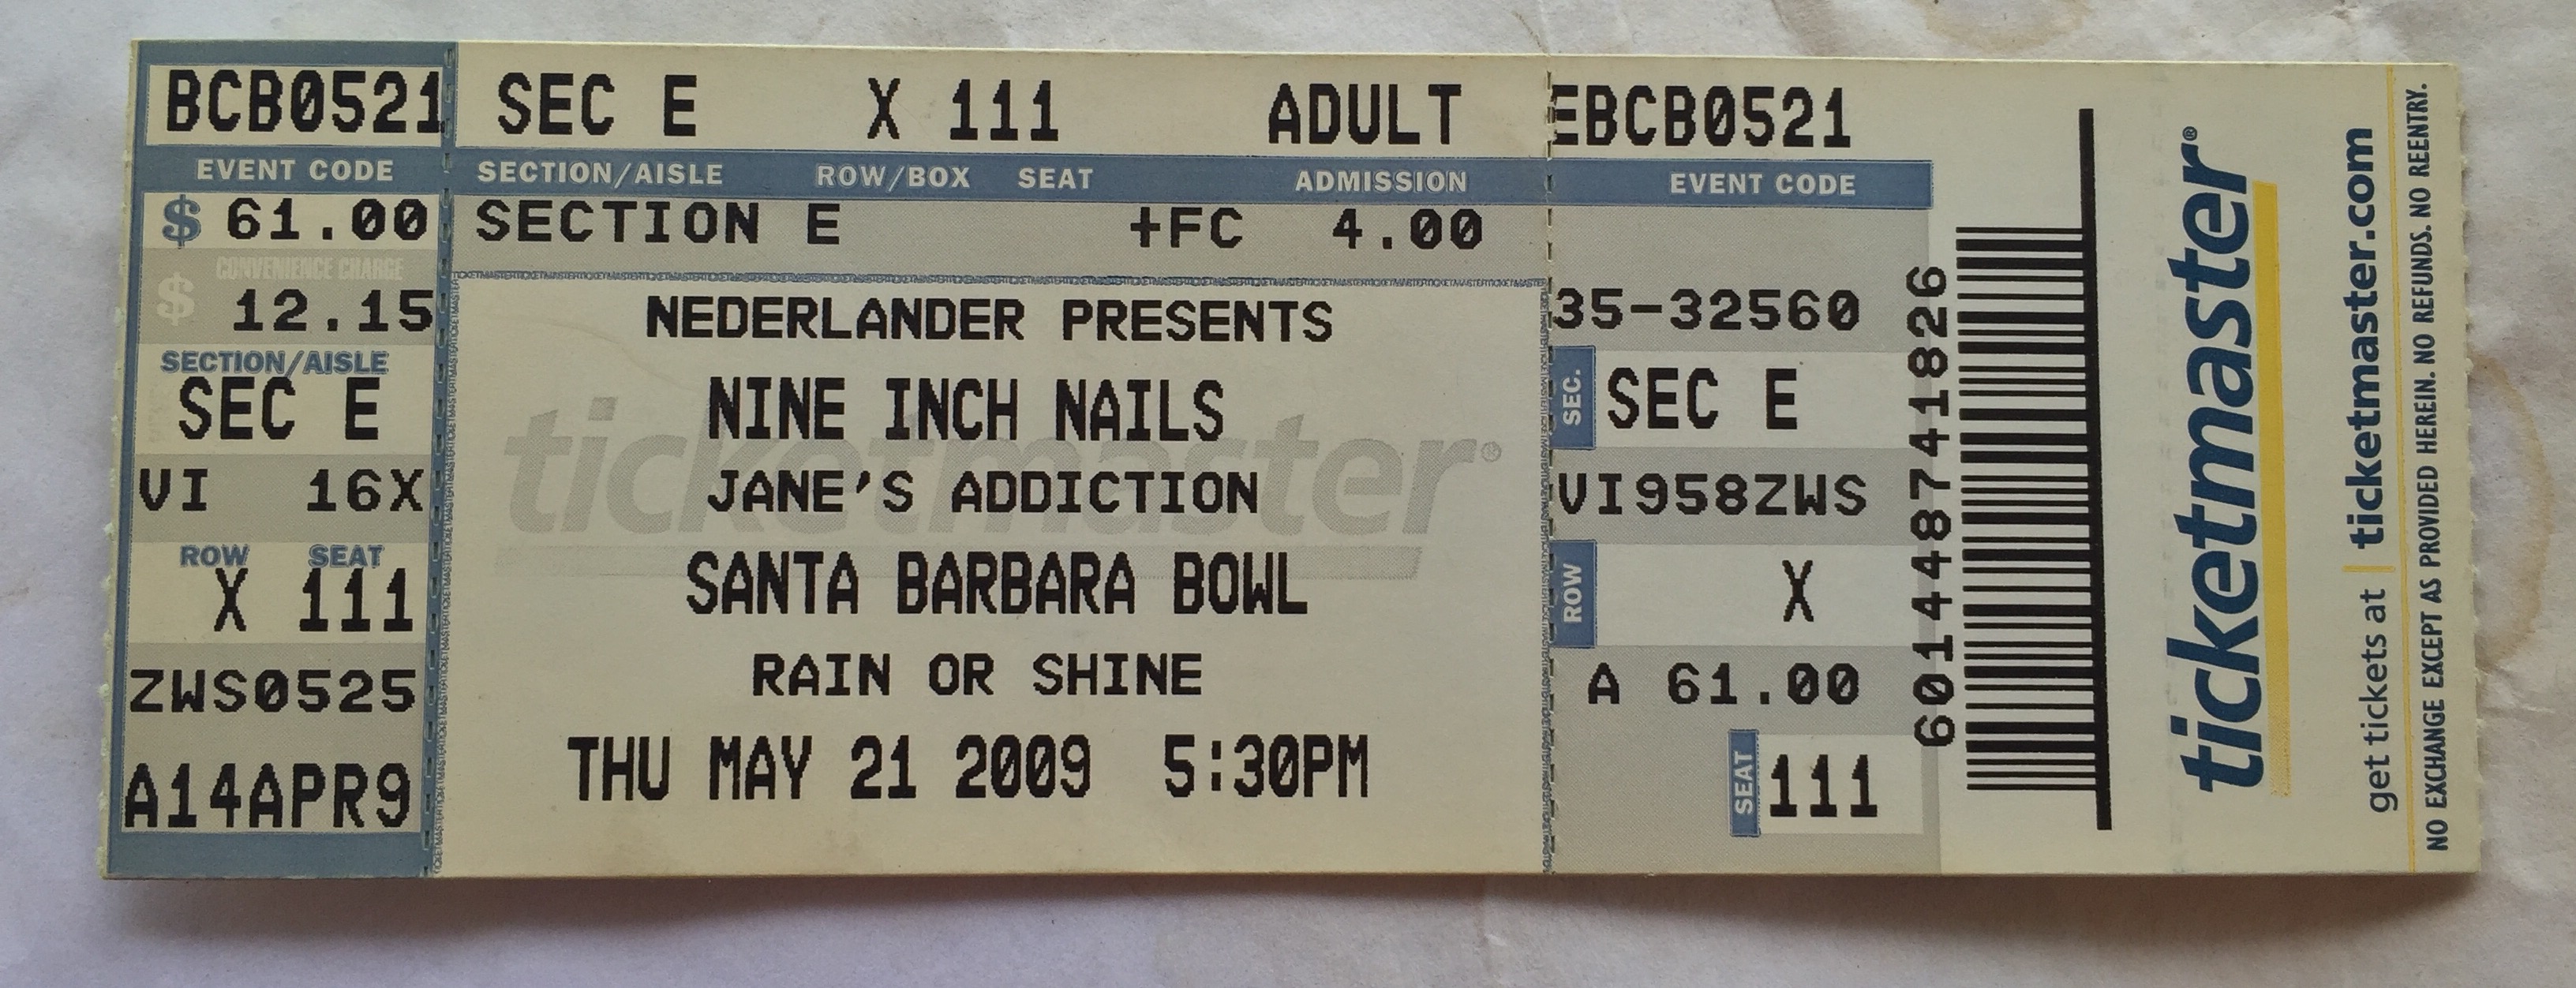 BCB0521
EVENT CODE
$ 61.00
CONVENIENCE CHARGE
$ 12.15
SECTION/AISLE
SEC E
VI 16X
ROW SEAT
X 111
ZWS0525
A14APR9
SEC E X 111 ADULT
SECTION/AISLE ROW/BOX SEAT ADMISSION
SECTION E +FC 4.00
NEDERLANDER PRESENTS
NINE INCH NAILS
ticketmaster®
JANE'S ADDICTION
SANTA BARBARA BOWL
RAIN OR SHINE
THU MAY 21 2009 5:30PM
EBCB0521
EVENT CODE
35-32560
SEC. SEC E
VI958ZWS
ROW X
A 61.00
SEAT 111
601448741826
ticketmaster®
get tickets at | ticketmaster.com
NO EXCHANGE EXCEPT AS PROVIDED HEREIN. NO REFUNDS. NO REENTRY.